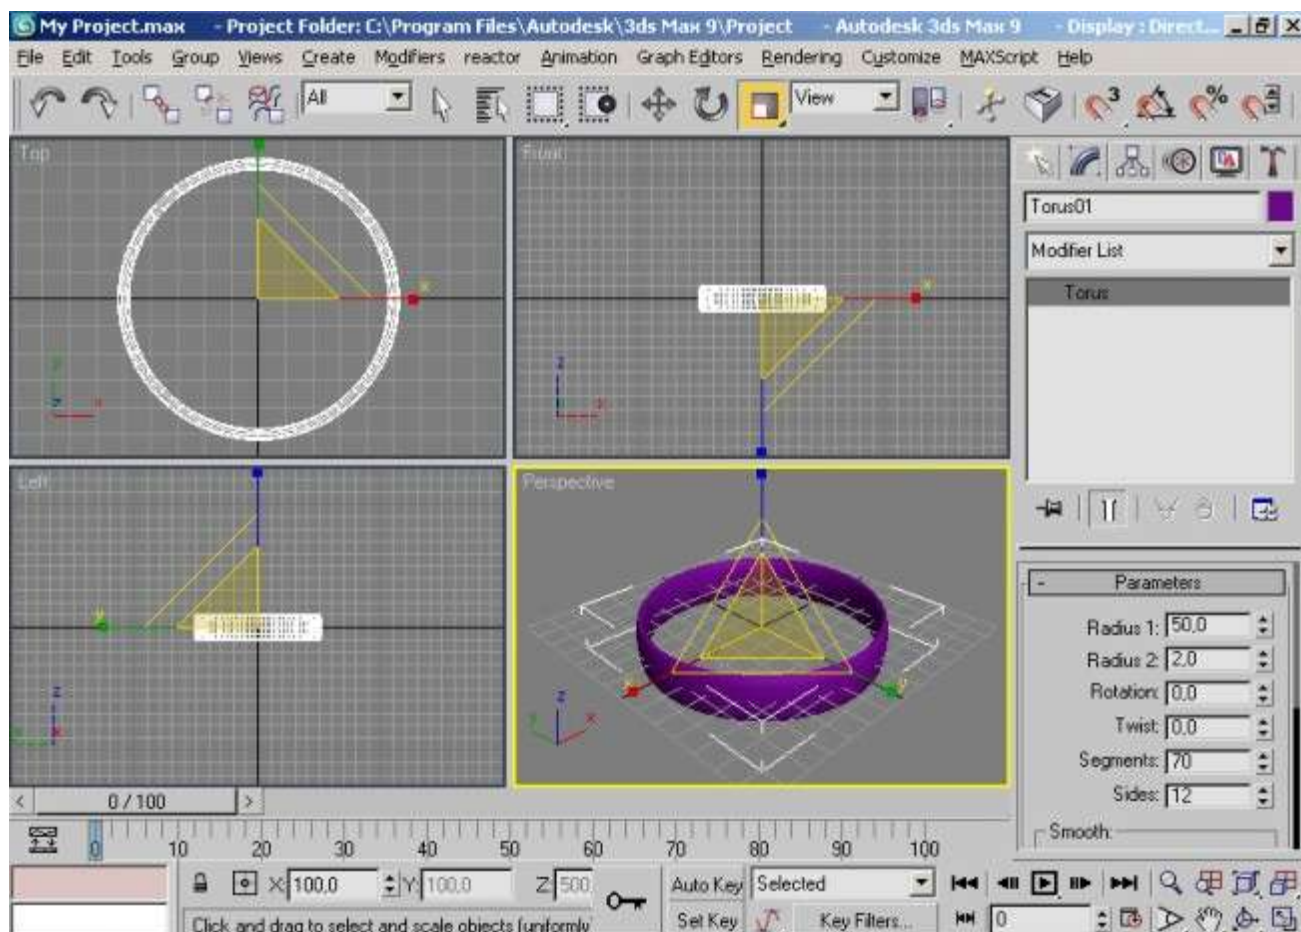 My Project.max - Project Folder: C:\Program Files\Autodesk\3ds Max 9\Project - Autodesk 3ds Max 9 - Display : Direct...
File Edit Tools Group Views Create Modifiers reactor Animation Graph Editors Rendering Customize MAXScript Help
All View 3 %
Top Front
Torus01
Modifier List
Torus
Left Perspective
Parameters
Radius 1: 50,0
Radius 2: 2,0
Rotation: 0,0
Twist: 0,0
Segments: 70
Sides: 12
Smooth:
0 / 100
0 10 20 30 40 50 60 70 80 90 100
X: 100,0 Y: 100,0 Z: 500, Auto Key Selected
Click and drag to select and scale objects (uniformly Set Key Key Filters... 0